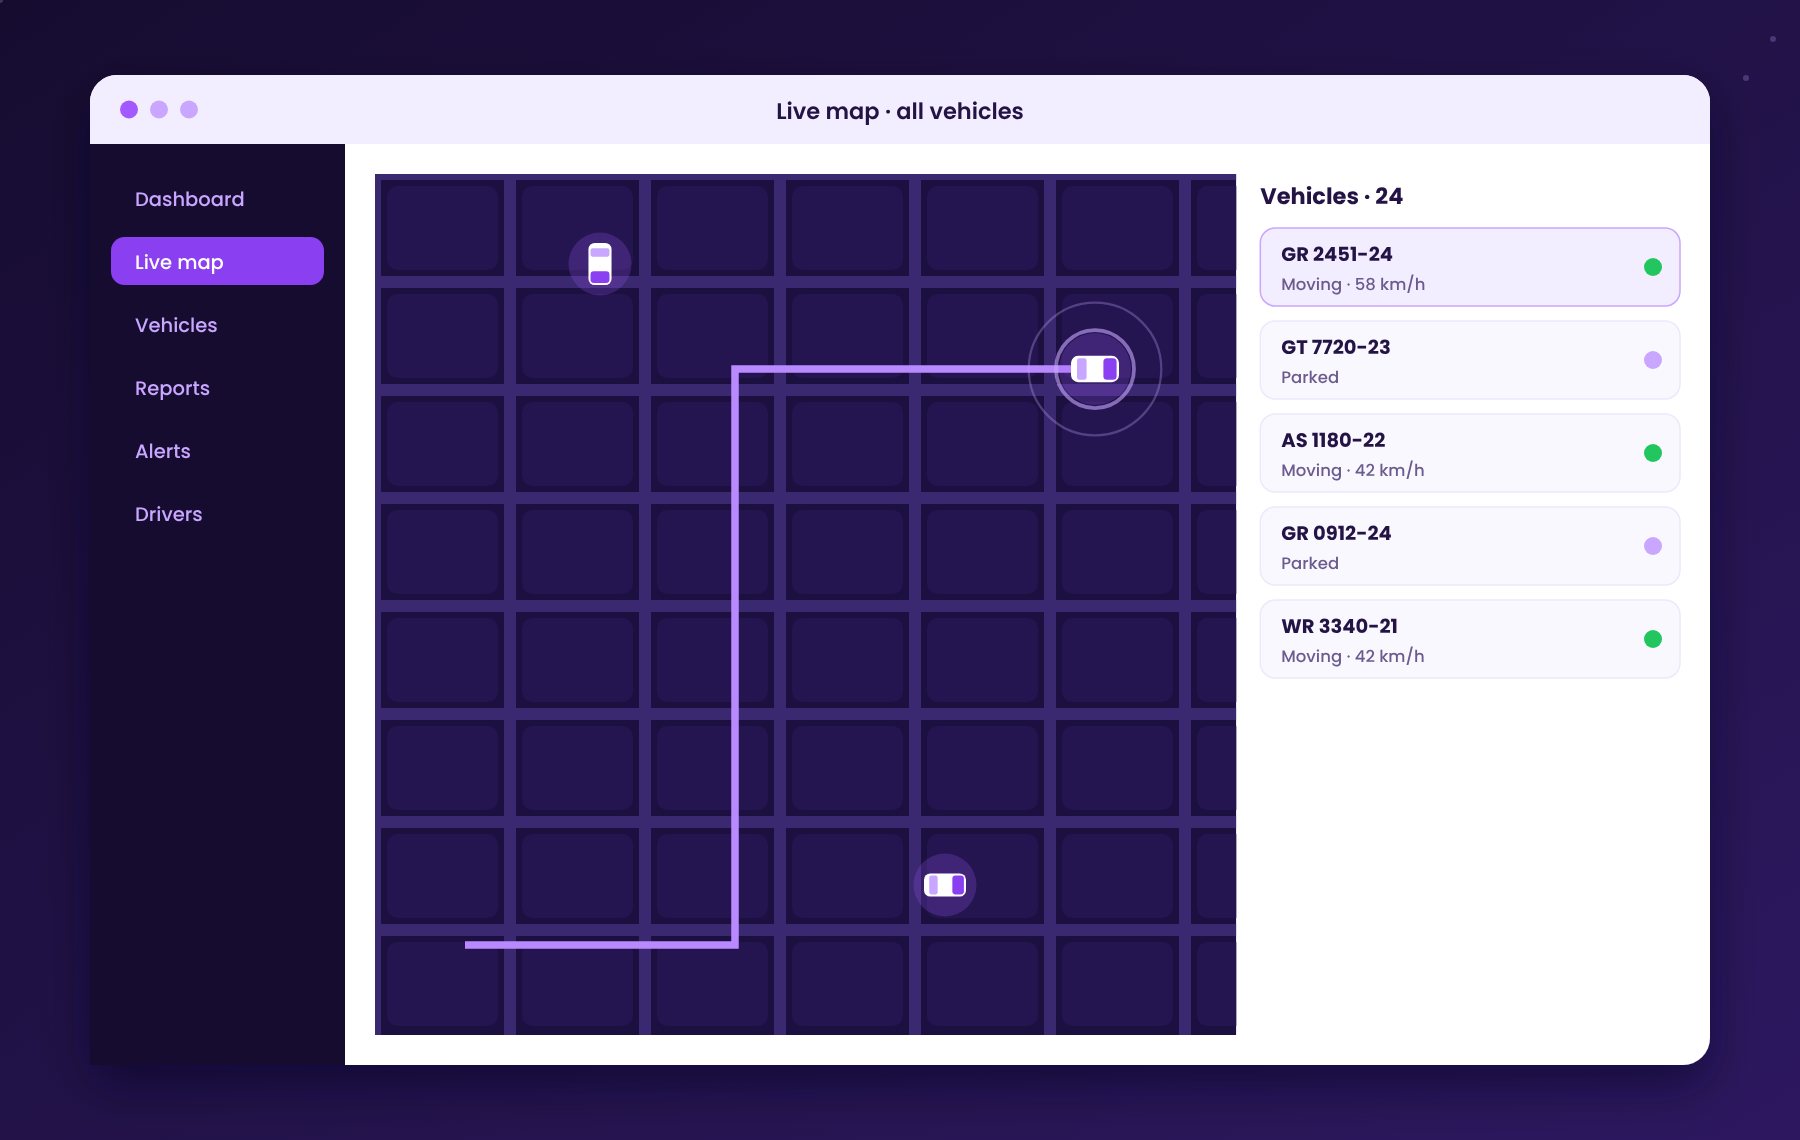 Live map · all vehicles
Dashboard
Live map
Vehicles
Reports
Alerts
Drivers
Vehicles · 24
GR 2451-24
Moving · 58 km/h
GT 7720-23
Parked
AS 1180-22
Moving · 42 km/h
GR 0912-24
Parked
WR 3340-21
Moving · 42 km/h